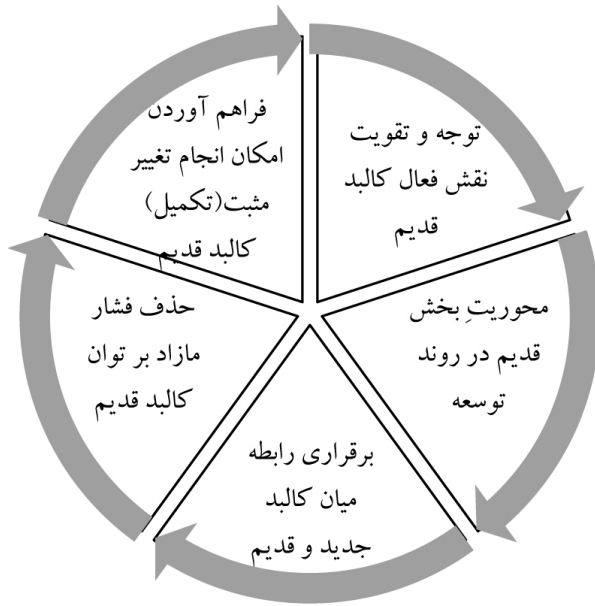 توجه و تقویت
نقش فعال کالبد
قدیم
محوریتِ بخش
قدیم در روند
توسعه
برقراری رابطه
میان کالبد
جدید و قدیم
حذف فشار
مازاد بر توان
کالبد قدیم
فراهم آوردن
امکان انجام تغییر
مثبت(تکمیل)
کالبد قدیم